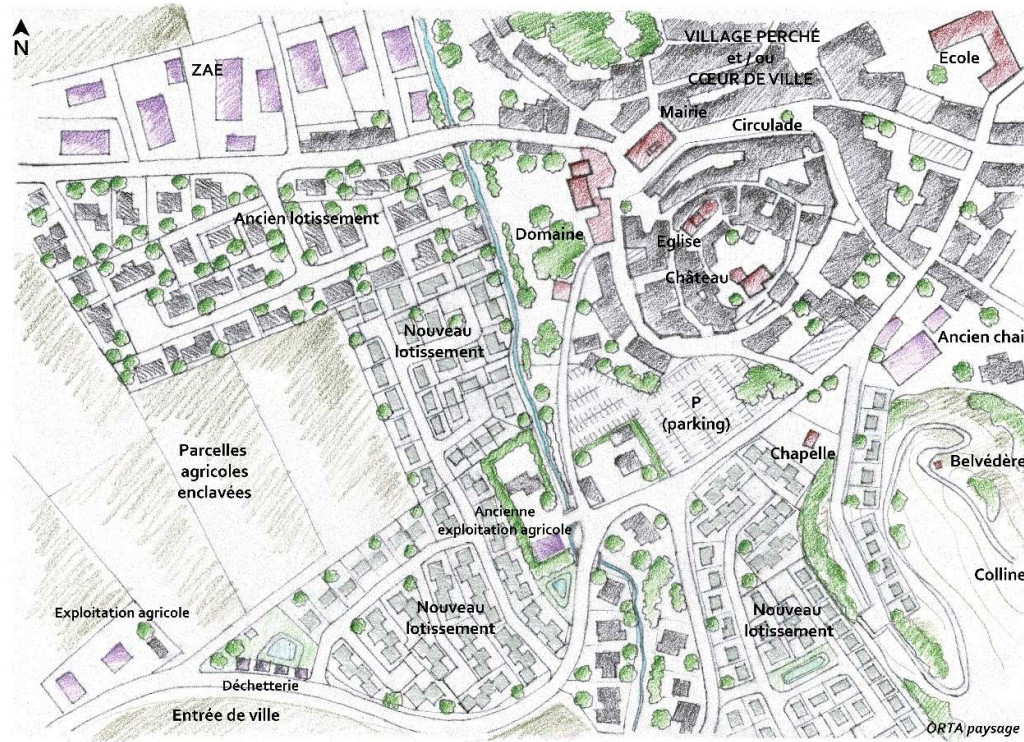 N
ZAE
VILLAGE PERCHÉ
et / ou
CŒUR DE VILLE
Ecole
Mairie
Circulade
Ancien lotissement
Domaine
Eglise
Château
Nouveau
lotissement
Ancien chai
P
(parking)
Parcelles
agricoles
enclavées
Chapelle
Belvédère
Ancienne
exploitation agricole
Colline
Exploitation agricole
Nouveau
lotissement
Nouveau
lotissement
Déchetterie
Entrée de ville
ÒRTA paysage